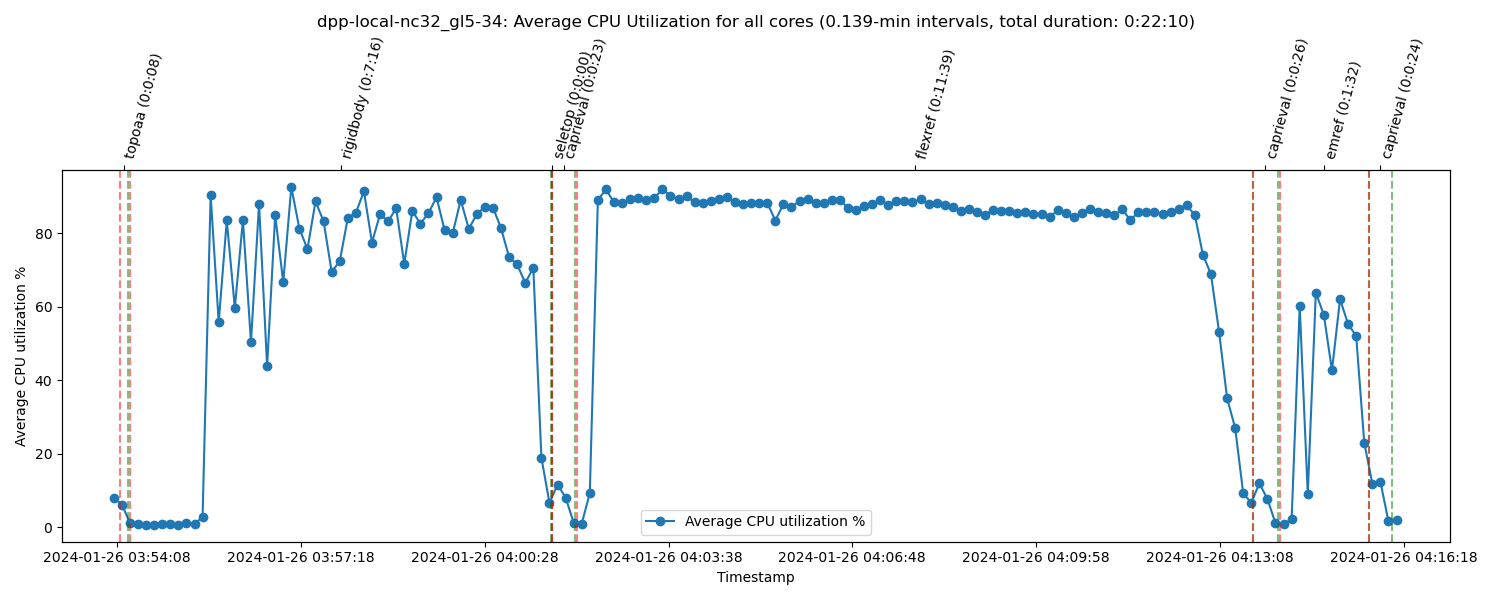 dpp-local-nc32_gl5-34: Average CPU Utilization for all cores (0.139-min intervals, total duration: 0:22:10)
topoaa (0:0:08)
rigidbody (0:7:16)
seletop (0:0:00)
caprieval (0:0:23)
flexref (0:11:39)
caprieval (0:0:26)
emref (0:1:32)
caprieval (0:0:24)
Average CPU utilization %
80
60
40
20
0
Average CPU utilization %
2024-01-26 03:54:08
2024-01-26 03:57:18
2024-01-26 04:00:28
2024-01-26 04:03:38
2024-01-26 04:06:48
2024-01-26 04:09:58
2024-01-26 04:13:08
2024-01-26 04:16:18
Timestamp